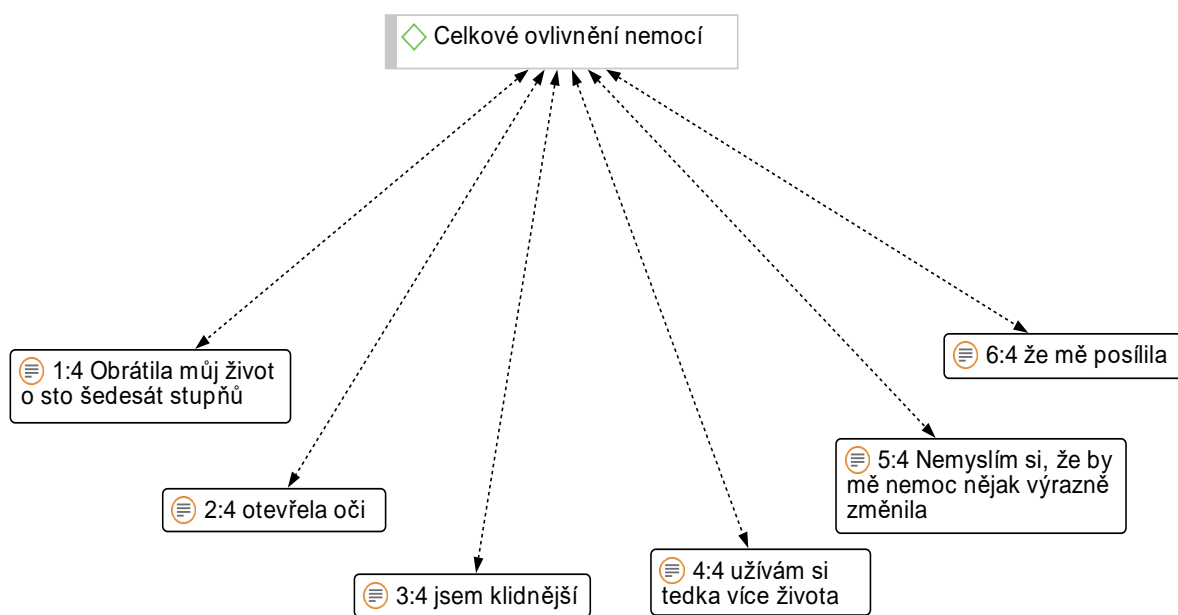 Celkové ovlivnění nemocí
6:4 že mě posílila
1:4 Obrátila můj život
o sto šedesát stupňů
5:4 Nemyslím si, že by
mě nemoc nějak výrazně
změnila
2:4 otevřela oči
4:4 užívám si
tedka více života
3:4 jsem klidnější